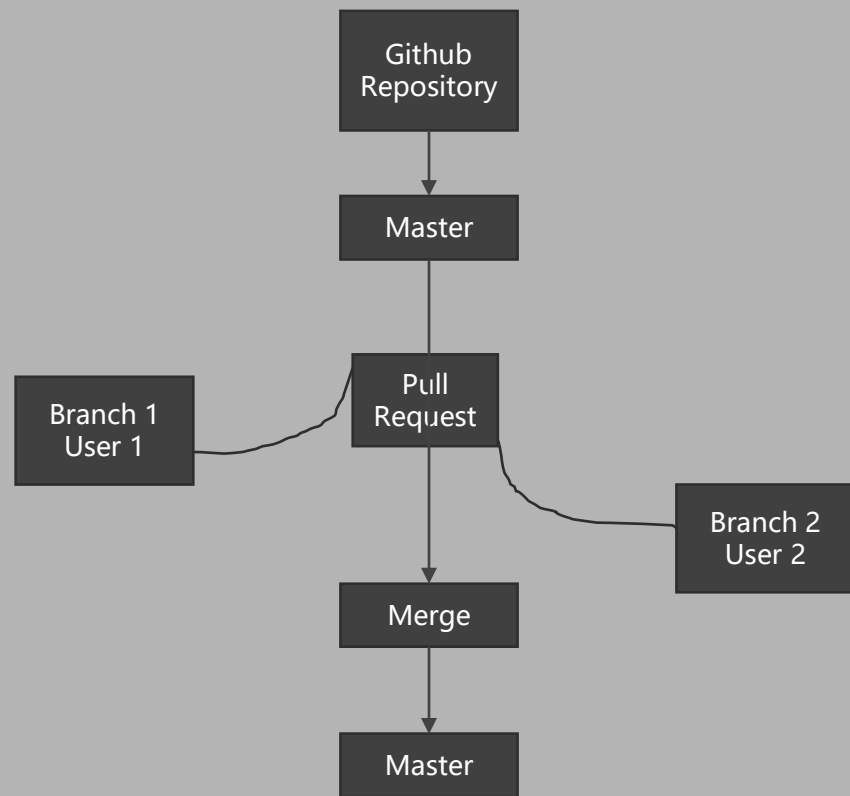 Github
Repository
Master
Pull
Request
Branch 1
User 1
Branch 2
User 2
Merge
Master